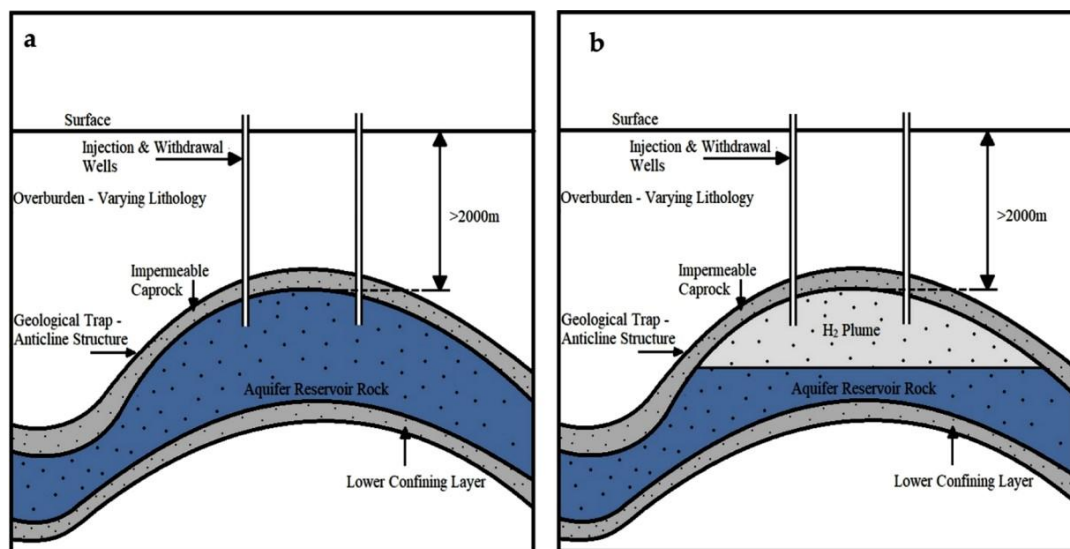 a
Surface
Injection & Withdrawal
Wells
Overburden - Varying Lithology
>2000m
Impermeable
Caprock
Geological Trap -
Anticline Structure
Aquifer Reservoir Rock
Lower Confining Layer
b
Surface
Injection & Withdrawal
Wells
Overburden - Varying Lithology
>2000m
Impermeable
Caprock
Geological Trap -
Anticline Structure
H₂ Plume
Aquifer Reservoir Rock
Lower Confining Layer